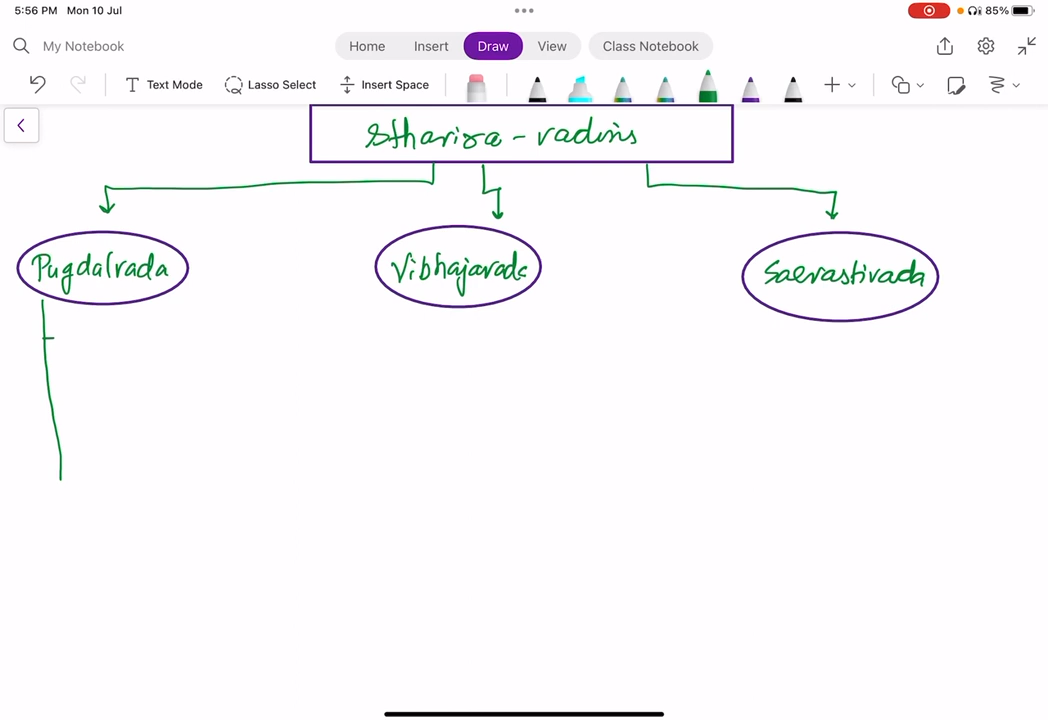 5:56 PM Mon 10 Jul
85%
My Notebook
Home Insert Draw View Class Notebook
Text Mode Lasso Select Insert Space
Sthavira - vadins
Pugdalvada Vibhajavada Saervastivada